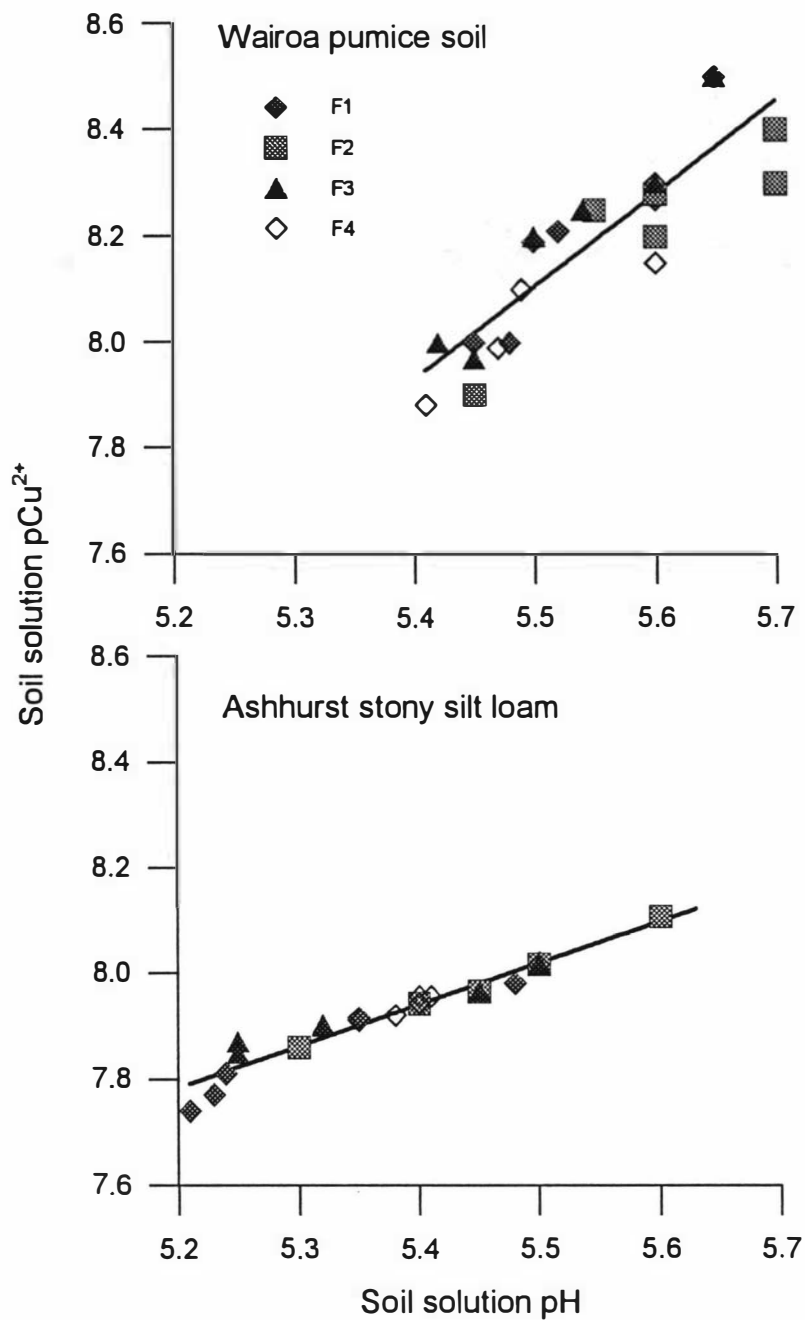 Wairoa pumice soil
F1
F2
F3
F4
8.6
8.4
8.2
8.0
7.8
7.6
5.2 5.3 5.4 5.5 5.6 5.7
Soil solution pCu²⁺
Ashhurst stony silt loam
8.6
8.4
8.2
8.0
7.8
7.6
5.2 5.3 5.4 5.5 5.6 5.7
Soil solution pH